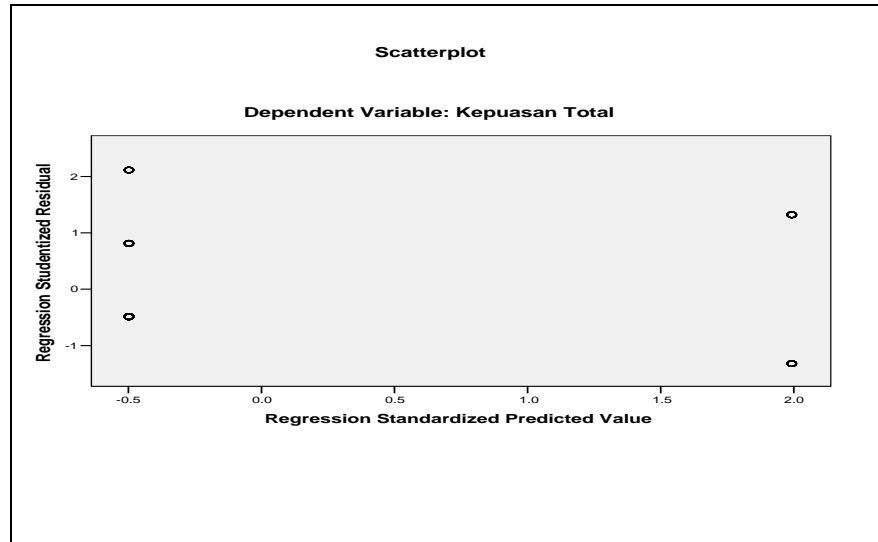 Scatterplot
Dependent Variable: Kepuasan Total
Regression Studentized Residual
2
1
0
-1
-0.5 0.0 0.5 1.0 1.5 2.0
Regression Standardized Predicted Value